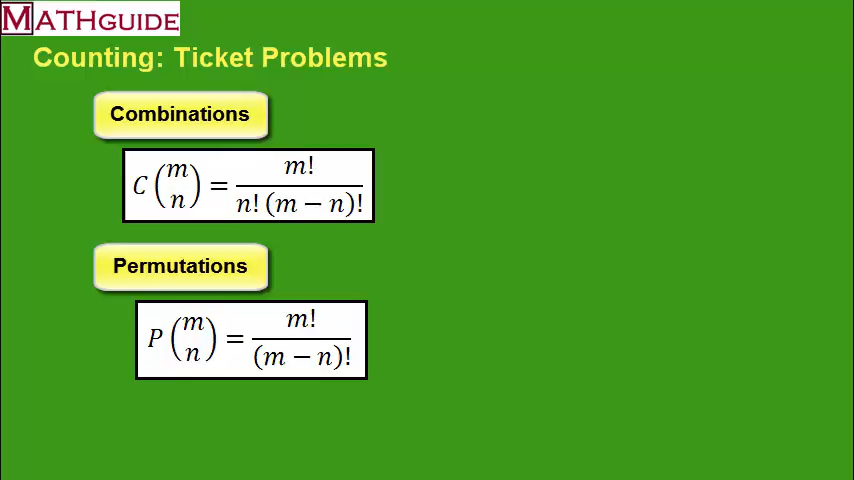 MATHGUIDE
Counting: Ticket Problems
Combinations
C(m n) = m! / n! (m − n)!
Permutations
P(m n) = m! / (m − n)!